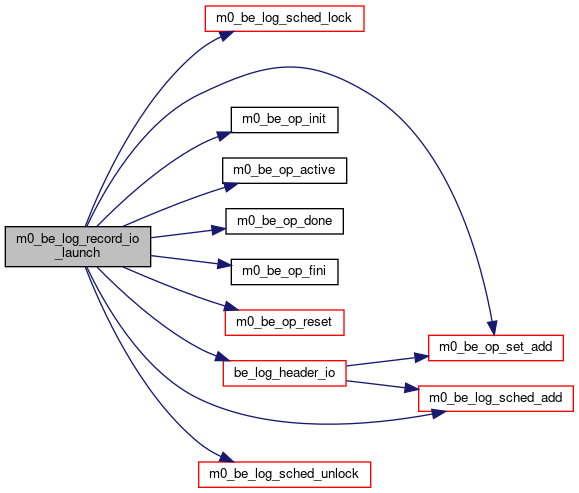 m0_be_log_sched_lock
m0_be_op_init
m0_be_op_active
m0_be_log_record_io
_launch
m0_be_op_done
m0_be_op_fini
m0_be_op_reset
m0_be_op_set_add
be_log_header_io
m0_be_log_sched_add
m0_be_log_sched_unlock